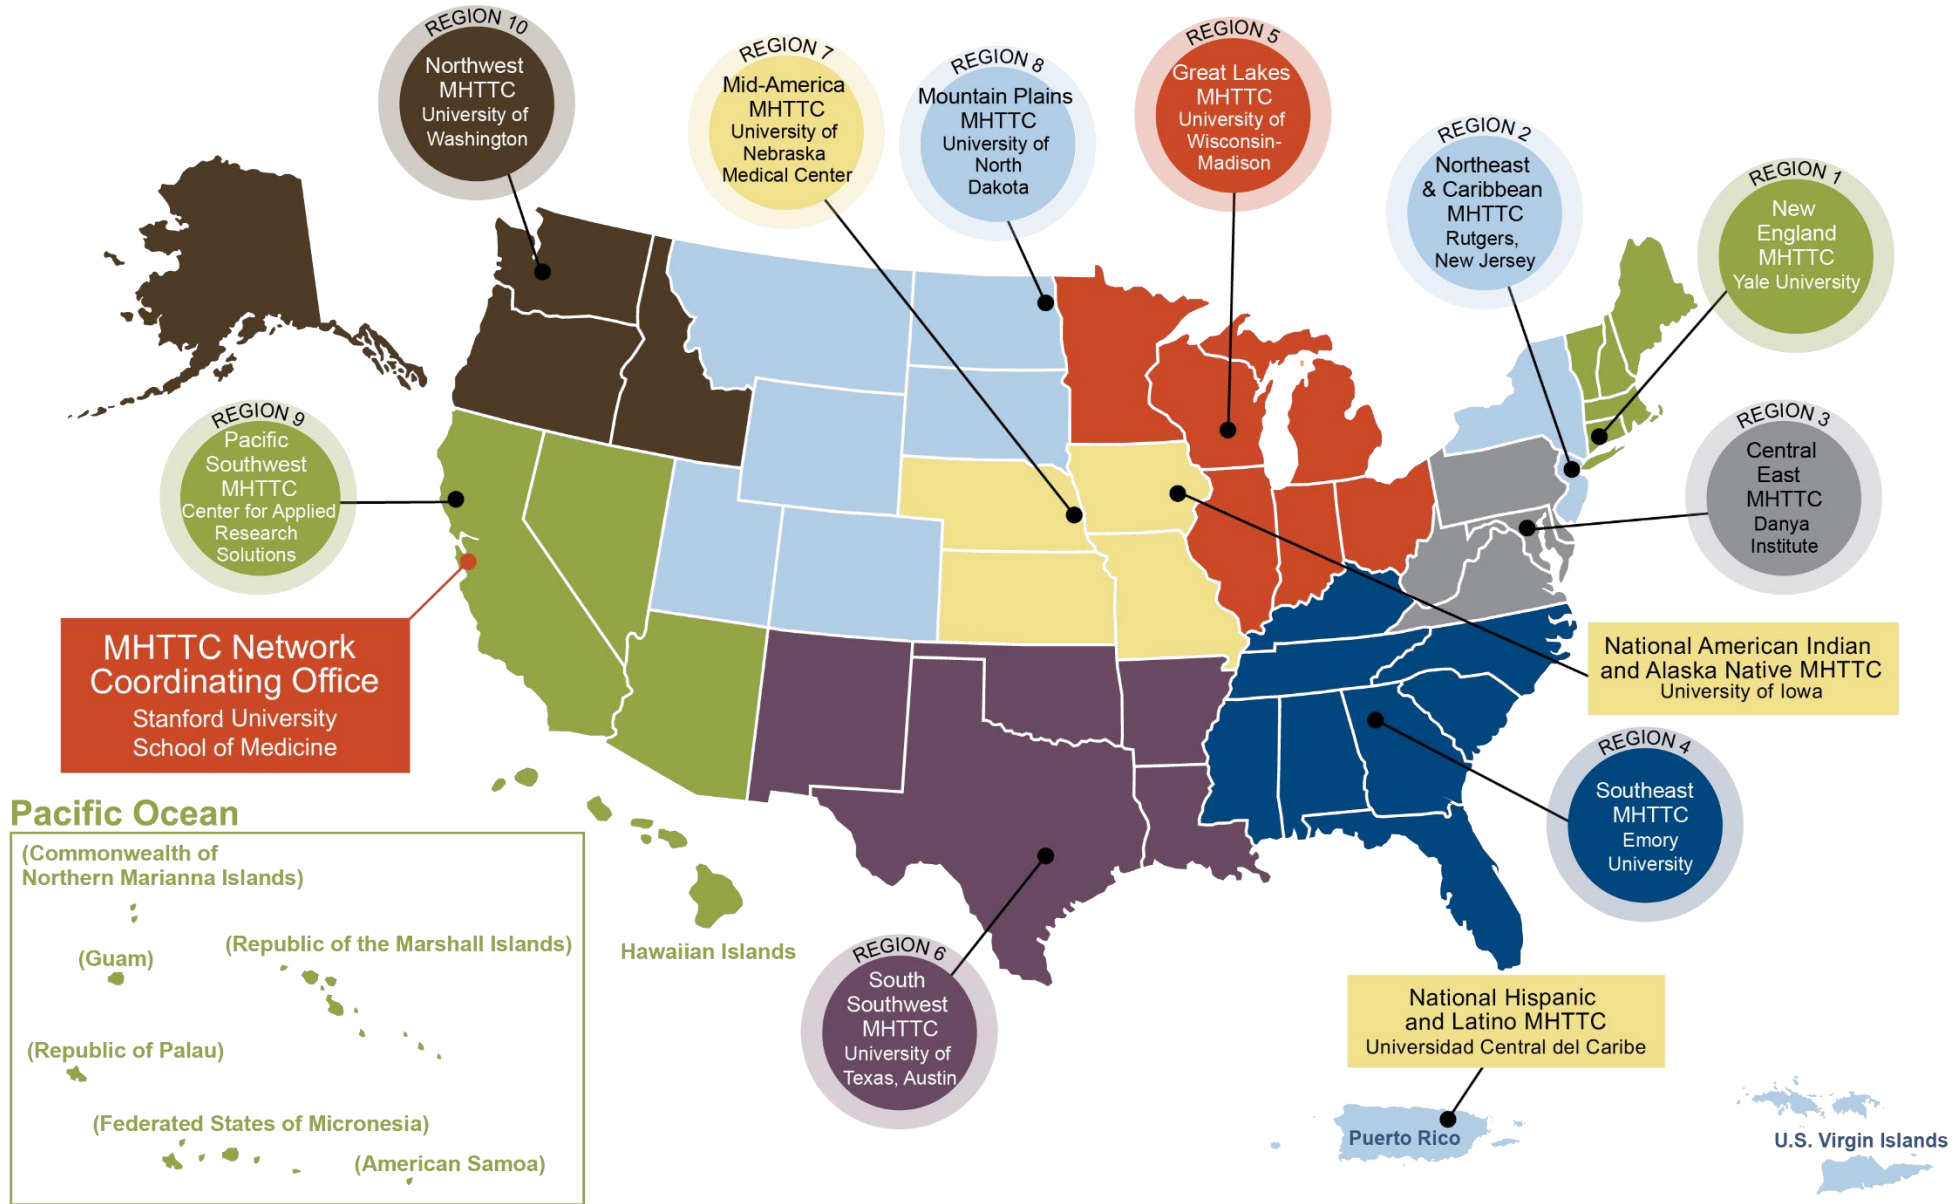 REGION 10
Northwest
MHTTC
University of
Washington
REGION 7
Mid-America
MHTTC
University of
Nebraska
Medical Center
REGION 8
Mountain Plains
MHTTC
University of
North
Dakota
REGION 5
Great Lakes
MHTTC
University of
Wisconsin-
Madison
REGION 2
Northeast
& Caribbean
MHTTC
Rutgers,
New Jersey
REGION 1
New
England
MHTTC
Yale University
REGION 9
Pacific
Southwest
MHTTC
Center for Applied
Research
Solutions
REGION 3
Central
East
MHTTC
Danya
Institute
MHTTC Network
Coordinating Office
Stanford University
School of Medicine
National American Indian
and Alaska Native MHTTC
University of Iowa
REGION 4
Southeast
MHTTC
Emory
University
Pacific Ocean
(Commonwealth of
Northern Marianna Islands)
(Guam)
(Republic of the Marshall Islands)
(Republic of Palau)
(Federated States of Micronesia)
(American Samoa)
Hawaiian Islands
REGION 6
South
Southwest
MHTTC
University of
Texas, Austin
National Hispanic
and Latino MHTTC
Universidad Central del Caribe
Puerto Rico
U.S. Virgin Islands